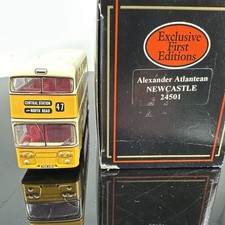 CENTRAL STATION
NORTH ROAD
47
Exclusive
First
Editions
Alexander Atlantean
NEWCASTLE
24501